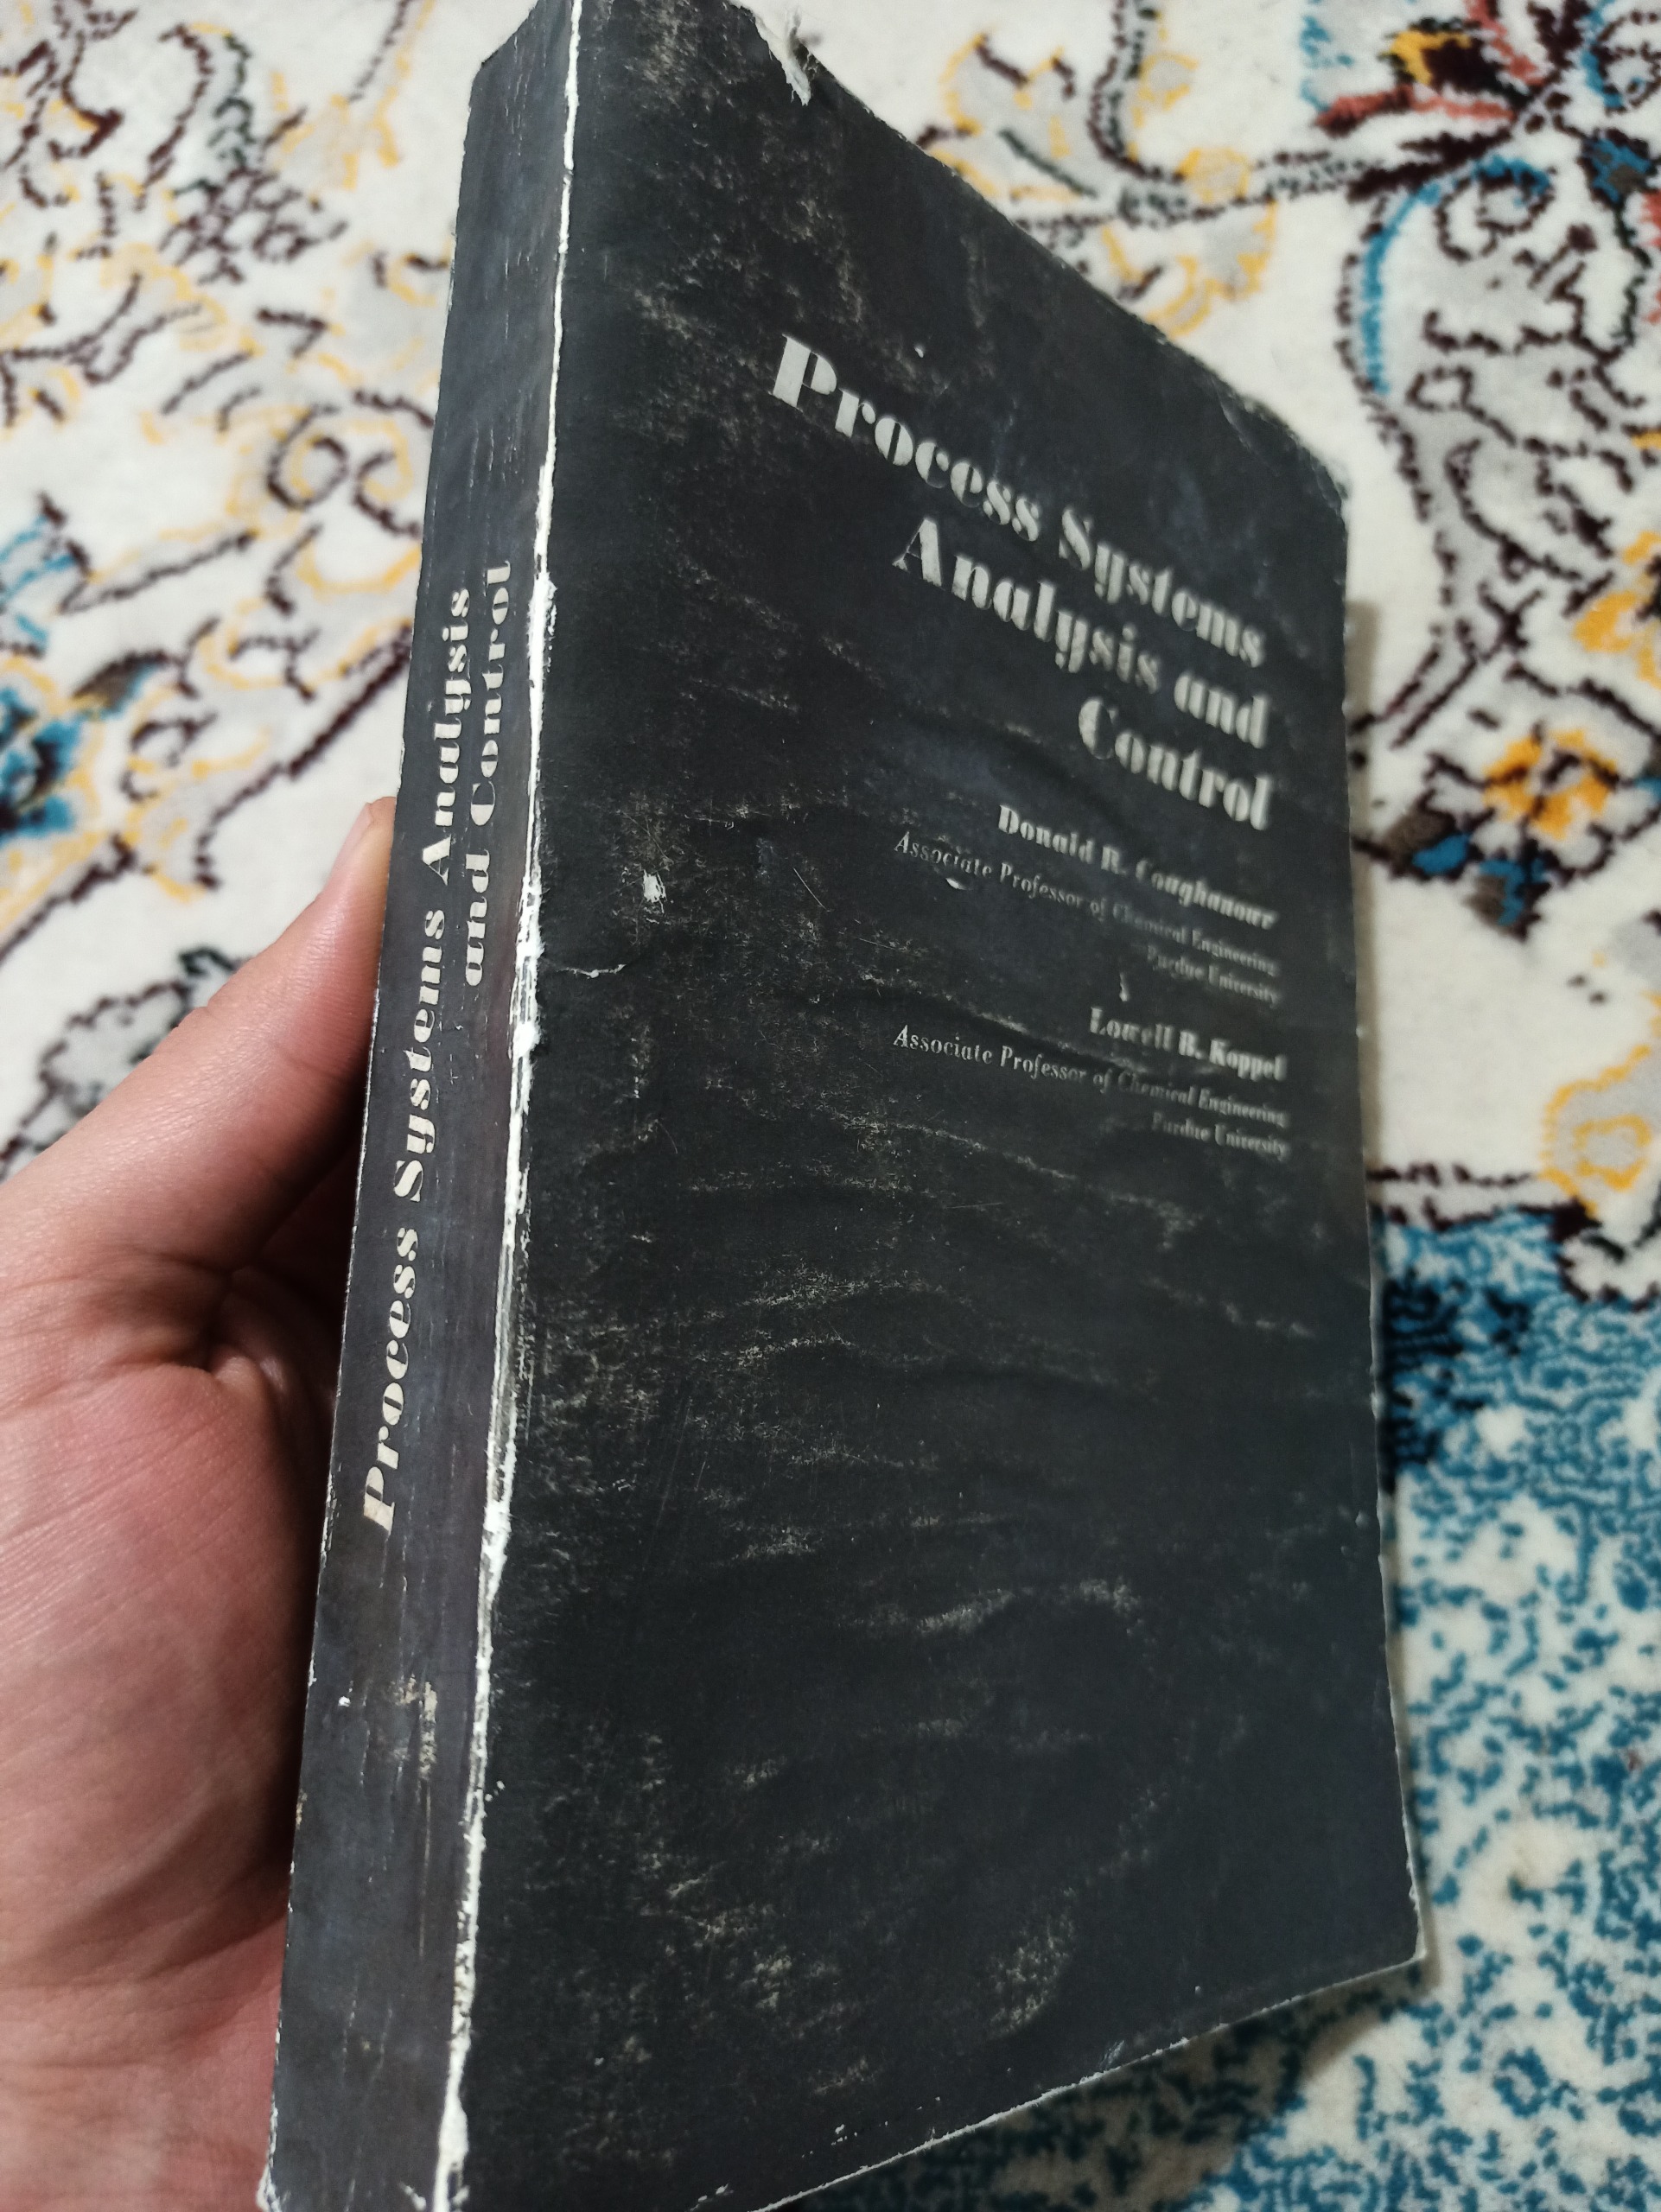 Process Systems Analysis
and Control
Process Systems
Analysis and
Control
Donald R. Coughanowr
Associate Professor of Chemical Engineering
Purdue University
Lowell B. Koppel
Associate Professor of Chemical Engineering
Purdue University